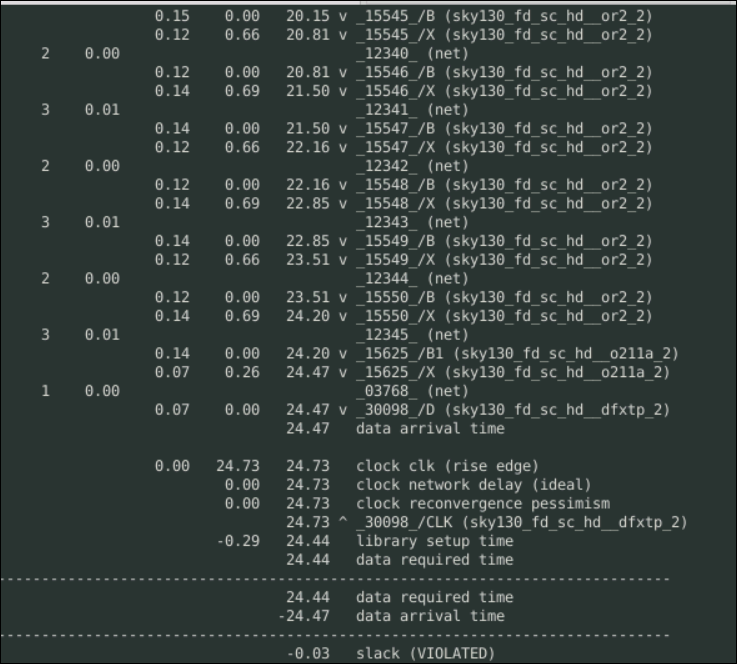 0.15 0.00 20.15 v _15545_/B (sky130_fd_sc_hd__or2_2)
0.12 0.66 20.81 v _15545_/X (sky130_fd_sc_hd__or2_2)
2 0.00 _12340_ (net)
0.12 0.00 20.81 v _15546_/B (sky130_fd_sc_hd__or2_2)
0.14 0.69 21.50 v _15546_/X (sky130_fd_sc_hd__or2_2)
3 0.01 _12341_ (net)
0.14 0.00 21.50 v _15547_/B (sky130_fd_sc_hd__or2_2)
0.12 0.66 22.16 v _15547_/X (sky130_fd_sc_hd__or2_2)
2 0.00 _12342_ (net)
0.12 0.00 22.16 v _15548_/B (sky130_fd_sc_hd__or2_2)
0.14 0.69 22.85 v _15548_/X (sky130_fd_sc_hd__or2_2)
3 0.01 _12343_ (net)
0.14 0.00 22.85 v _15549_/B (sky130_fd_sc_hd__or2_2)
0.12 0.66 23.51 v _15549_/X (sky130_fd_sc_hd__or2_2)
2 0.00 _12344_ (net)
0.12 0.00 23.51 v _15550_/B (sky130_fd_sc_hd__or2_2)
0.14 0.69 24.20 v _15550_/X (sky130_fd_sc_hd__or2_2)
3 0.01 _12345_ (net)
0.14 0.00 24.20 v _15625_/B1 (sky130_fd_sc_hd__o211a_2)
0.07 0.26 24.47 v _15625_/X (sky130_fd_sc_hd__o211a_2)
1 0.00 _03768_ (net)
0.07 0.00 24.47 v _30098_/D (sky130_fd_sc_hd__dfxtp_2)
24.47 data arrival time
0.00 24.73 24.73 clock clk (rise edge)
0.00 24.73 clock network delay (ideal)
0.00 24.73 clock reconvergence pessimism
24.73 ^ _30098_/CLK (sky130_fd_sc_hd__dfxtp_2)
-0.29 24.44 library setup time
24.44 data required time
-----------------------------------------------------------------------------
24.44 data required time
-24.47 data arrival time
-----------------------------------------------------------------------------
-0.03 slack (VIOLATED)